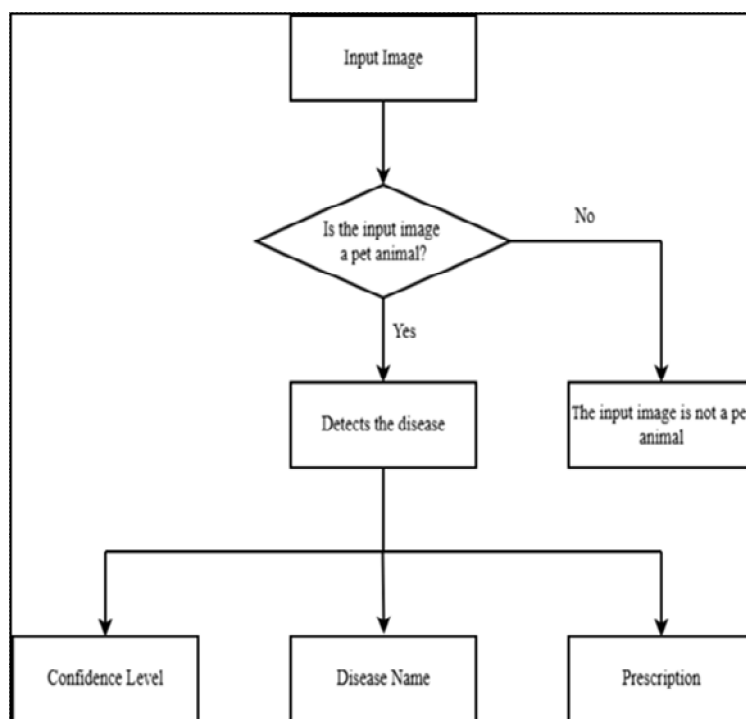 Input Image
Is the input image
a pet animal?
No
Yes
Detects the disease
The input image is not a pe
animal
Confidence Level
Disease Name
Prescription